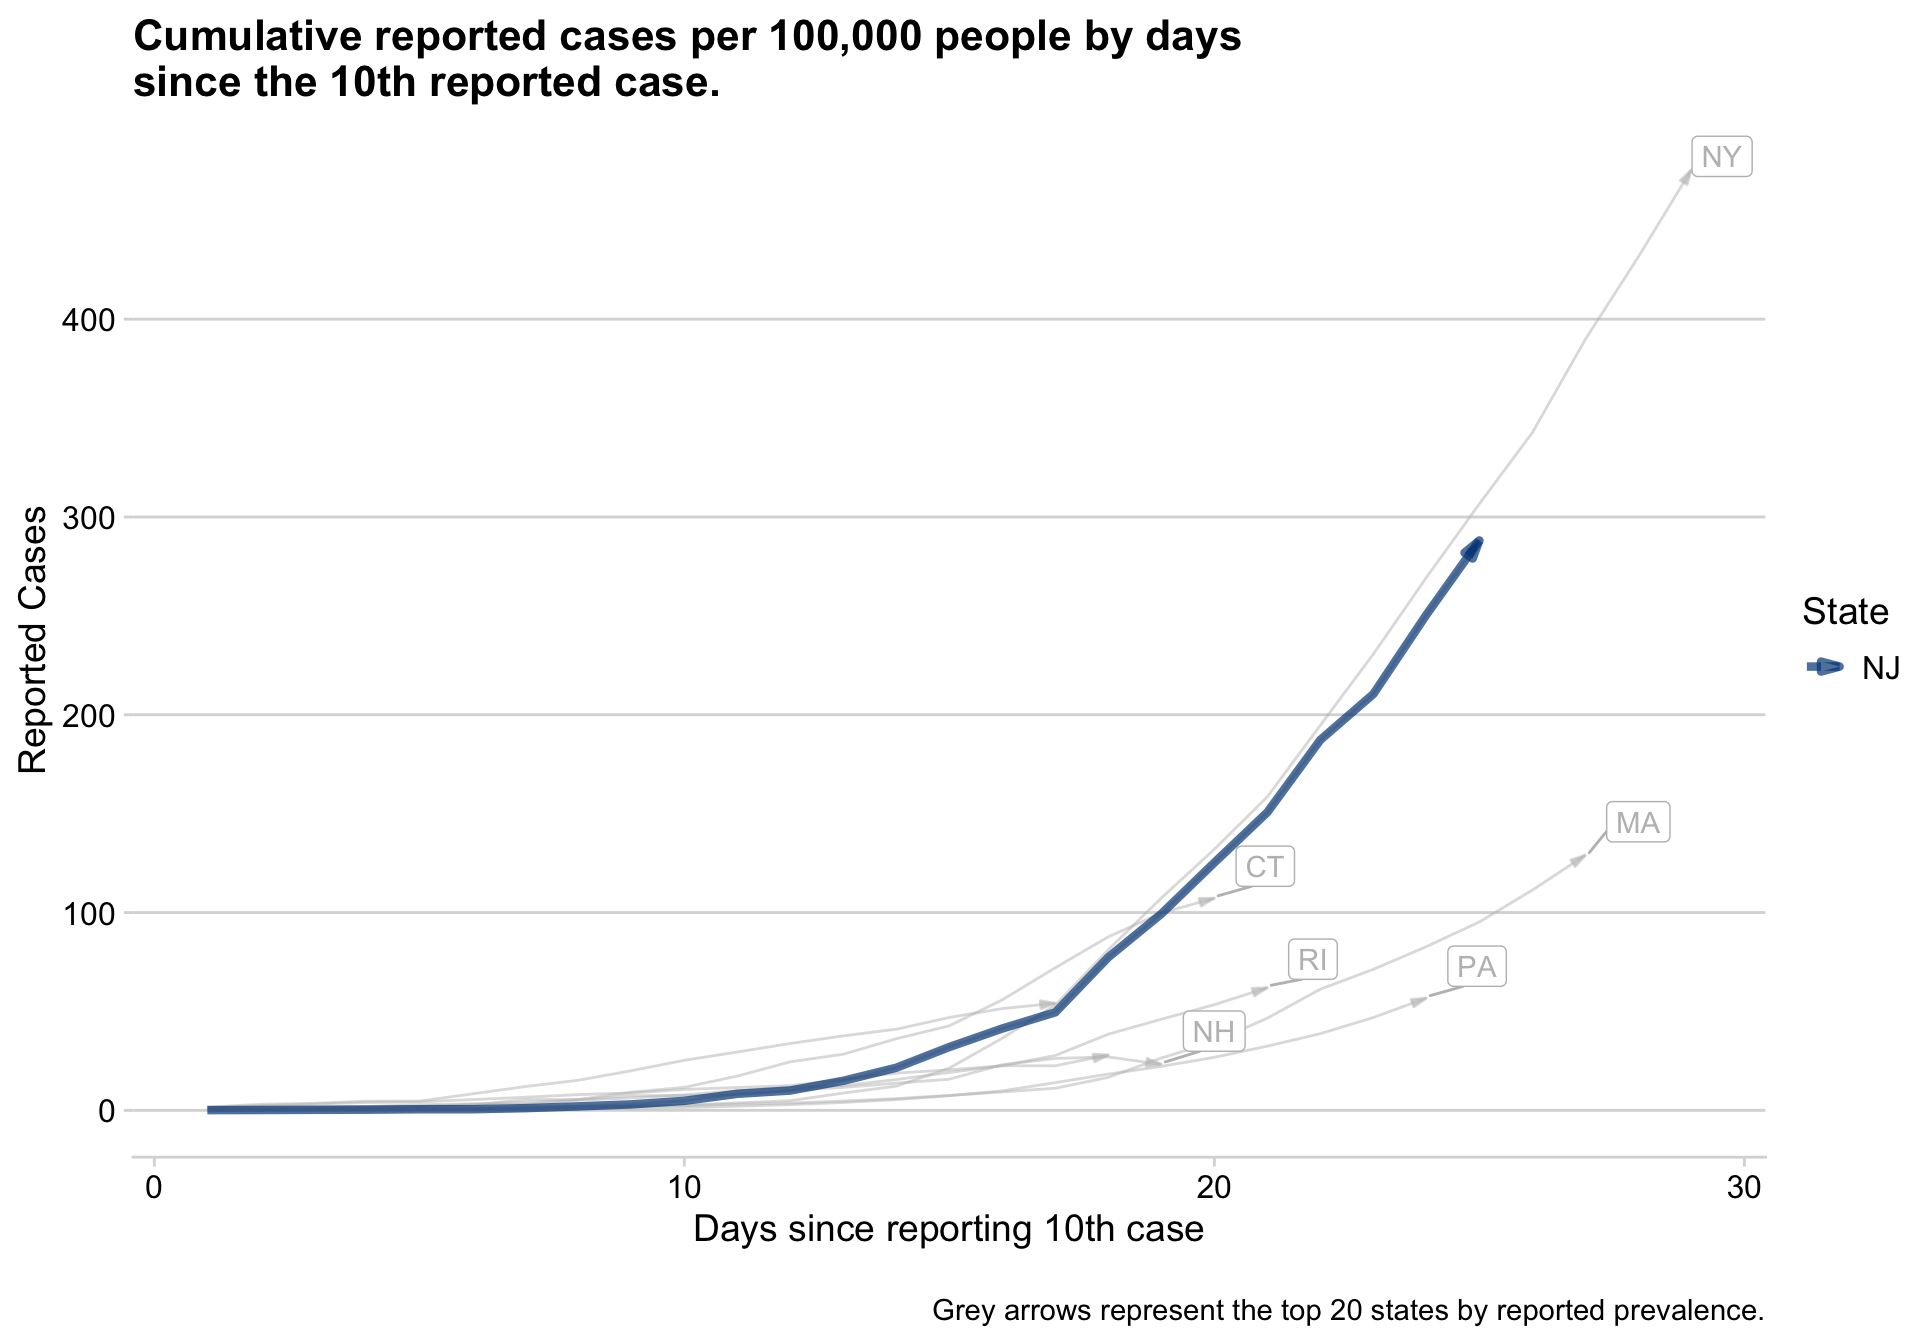 Cumulative reported cases per 100,000 people by days
since the 10th reported case.
NY
400
300
200
100
0
Reported Cases
MA
CT
RI
PA
NH
State
NJ
0
10
20
30
Days since reporting 10th case
Grey arrows represent the top 20 states by reported prevalence.